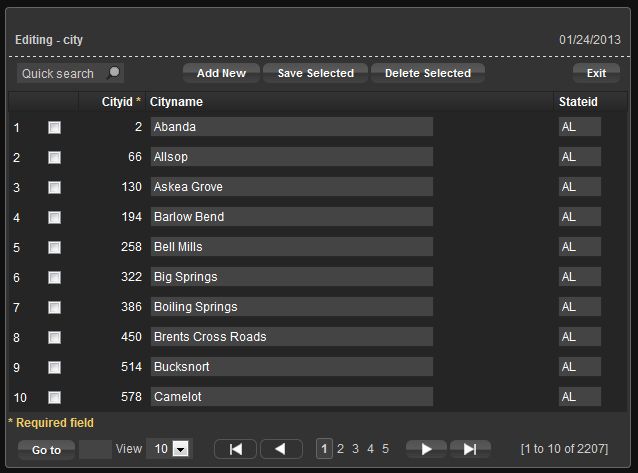 Editing - city 01/24/2013
Quick search Add New Save Selected Delete Selected Exit
Cityid * Cityname Stateid
1 2 Abanda AL
2 66 Allsop AL
3 130 Askea Grove AL
4 194 Barlow Bend AL
5 258 Bell Mills AL
6 322 Big Springs AL
7 386 Boiling Springs AL
8 450 Brents Cross Roads AL
9 514 Bucksnort AL
10 578 Camelot AL
* Required field
Go to View 10 1 2 3 4 5 [1 to 10 of 2207]